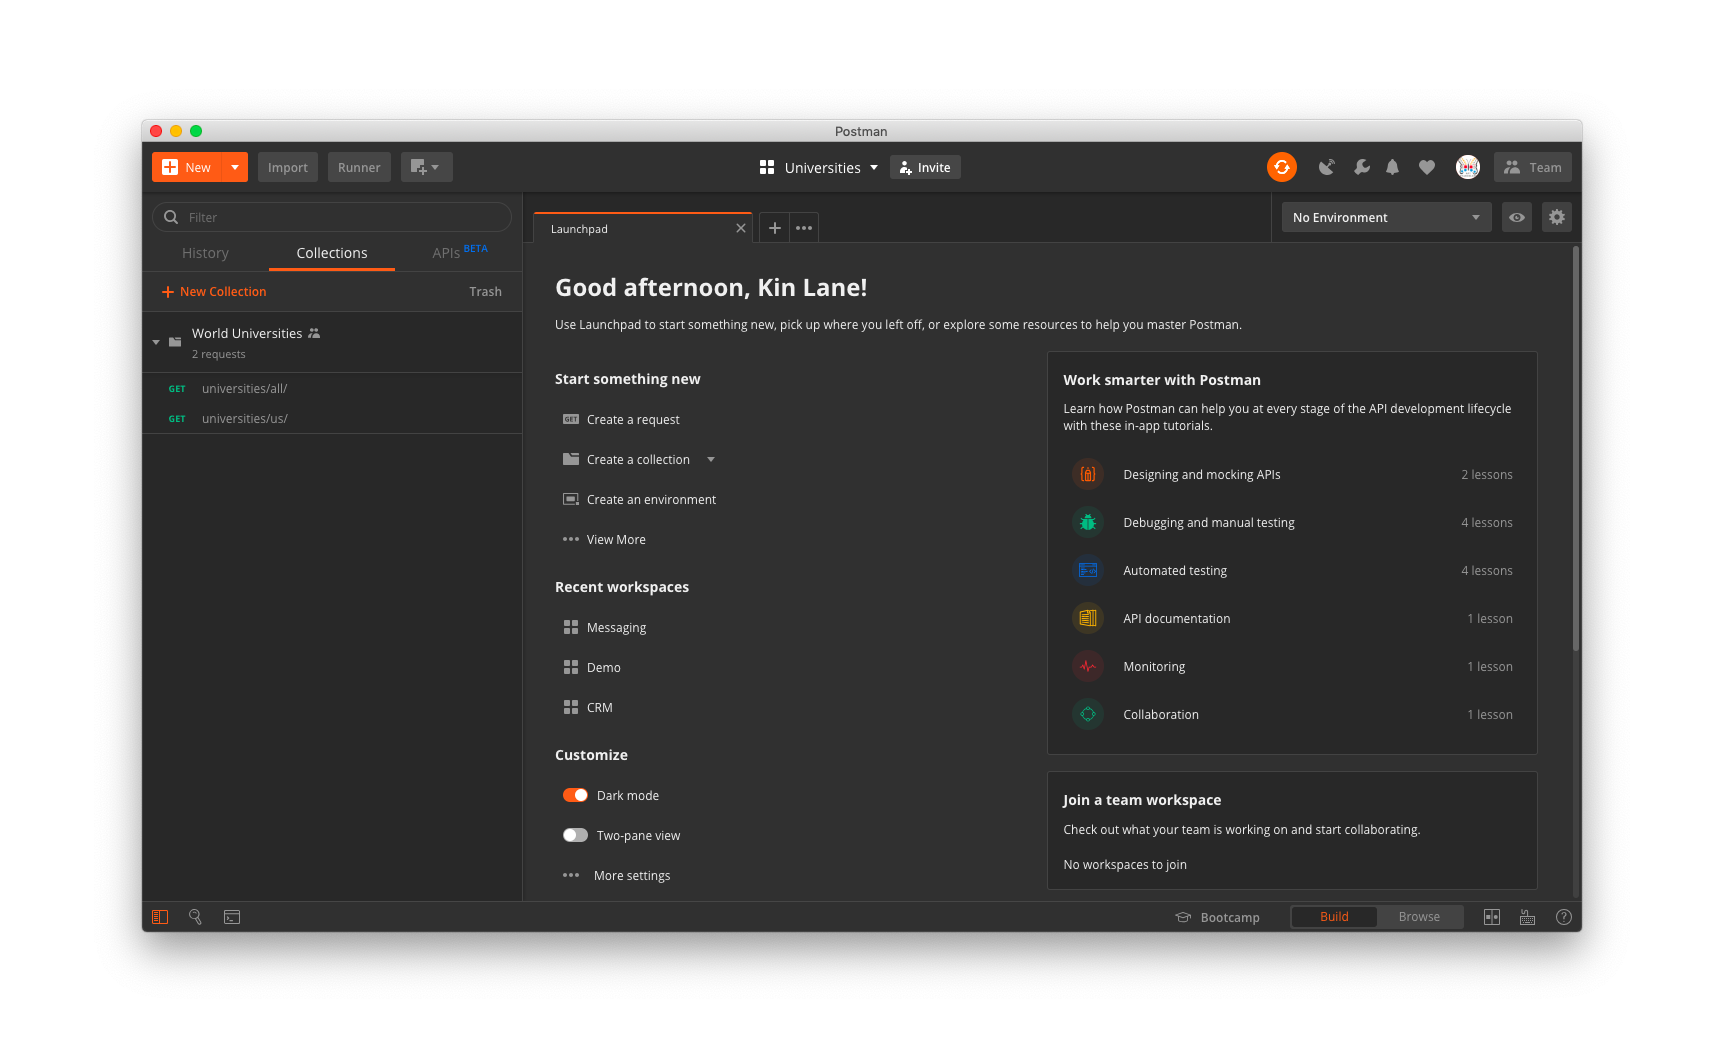 Postman
New
Import
Runner
Universities
Invite
Team
Filter
History
Collections
APIs BETA
New Collection
Trash
World Universities
2 requests
GET universities/all/
GET universities/us/
Launchpad
No Environment
Good afternoon, Kin Lane!
Use Launchpad to start something new, pick up where you left off, or explore some resources to help you master Postman.
Start something new
GET Create a request
Create a collection
Create an environment
View More
Recent workspaces
Messaging
Demo
CRM
Customize
Dark mode
Two-pane view
More settings
Work smarter with Postman
Learn how Postman can help you at every stage of the API development lifecycle
with these in-app tutorials.
Designing and mocking APIs 2 lessons
Debugging and manual testing 4 lessons
Automated testing 4 lessons
API documentation 1 lesson
Monitoring 1 lesson
Collaboration 1 lesson
Join a team workspace
Check out what your team is working on and start collaborating.
No workspaces to join
Bootcamp
Build
Browse